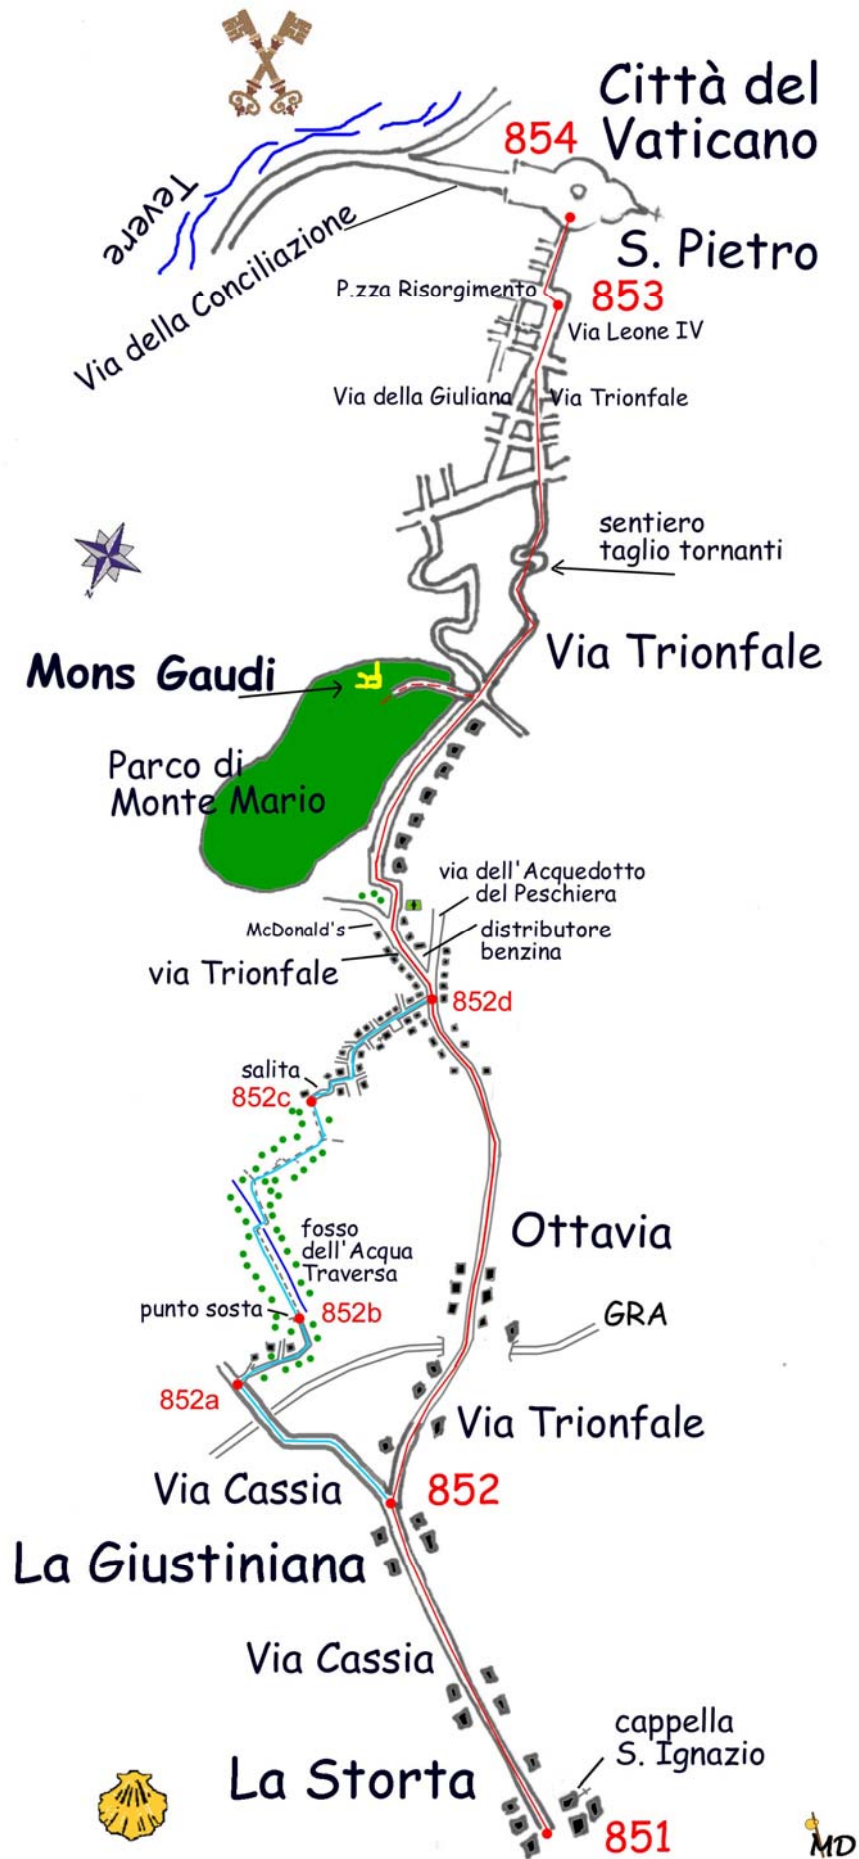 Città del
Vaticano
854
Tevere
Via della Conciliazione
S. Pietro
P.zza Risorgimento
853
Via Leone IV
Via della Giuliana
Via Trionfale
sentiero
taglio tornanti
N
Via Trionfale
Mons Gaudi
Parco di
Monte Mario
via dell'Acquedotto
del Peschiera
McDonald's
distributore
benzina
via Trionfale
852d
salita
852c
Ottavia
fosso
dell'Acqua
Traversa
punto sosta
852b
GRA
852a
Via Trionfale
Via Cassia
852
La Giustiniana
Via Cassia
cappella
S. Ignazio
La Storta
851
MD